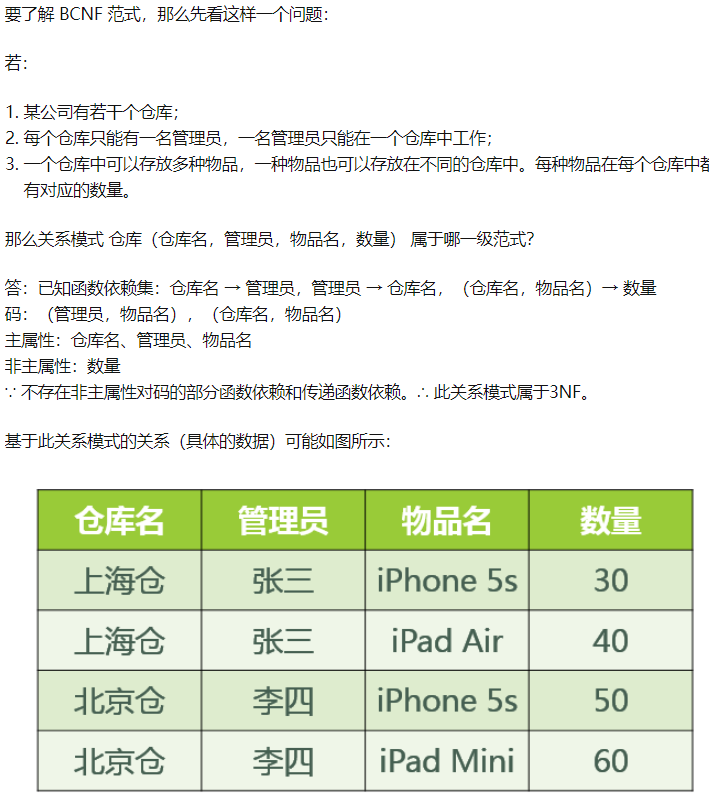 要了解 BCNF 范式，那么先看这样一个问题：
若：
1. 某公司有若干个仓库；
2. 每个仓库只能有一名管理员，一名管理员只能在一个仓库中工作；
3. 一个仓库中可以存放多种物品，一种物品也可以存放在不同的仓库中。每种物品在每个仓库中都
有对应的数量。
那么关系模式 仓库（仓库名，管理员，物品名，数量） 属于哪一级范式？
答：已知函数依赖集：仓库名 → 管理员，管理员 → 仓库名，（仓库名，物品名）→ 数量
码：（管理员，物品名），（仓库名，物品名）
主属性：仓库名、管理员、物品名
非主属性：数量
∵ 不存在非主属性对码的部分函数依赖和传递函数依赖。∴ 此关系模式属于3NF。
基于此关系模式的关系（具体的数据）可能如图所示：
仓库名 管理员 物品名 数量
上海仓 张三 iPhone 5s 30
上海仓 张三 iPad Air 40
北京仓 李四 iPhone 5s 50
北京仓 李四 iPad Mini 60